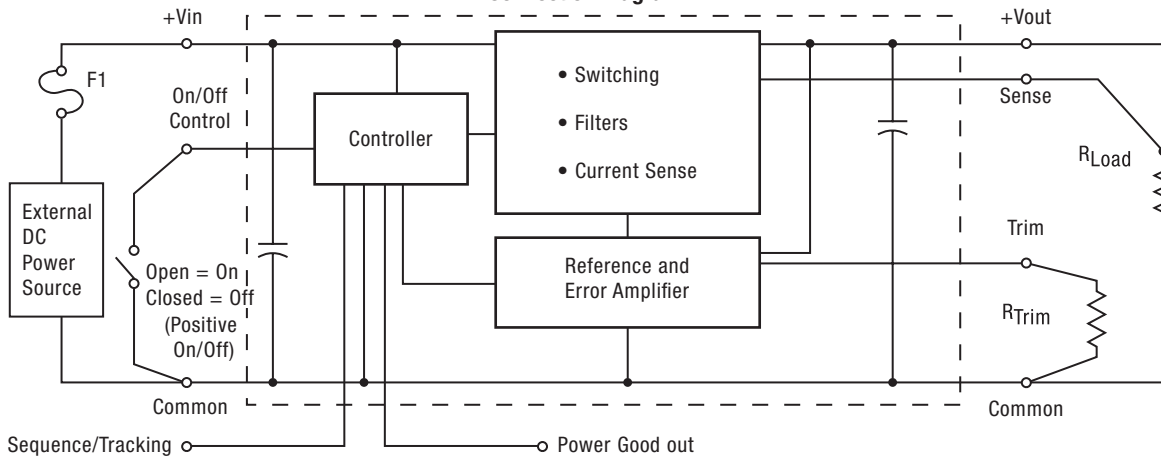 +Vin
+Vout
F1
• Switching
Sense
On/Off
Control
Controller
• Filters
RLoad
• Current Sense
External
DC
Power
Source
Trim
Open = On
Closed = Off
(Positive
On/Off)
Reference and
Error Amplifier
RTrim
Common
Common
Sequence/Tracking
Power Good out